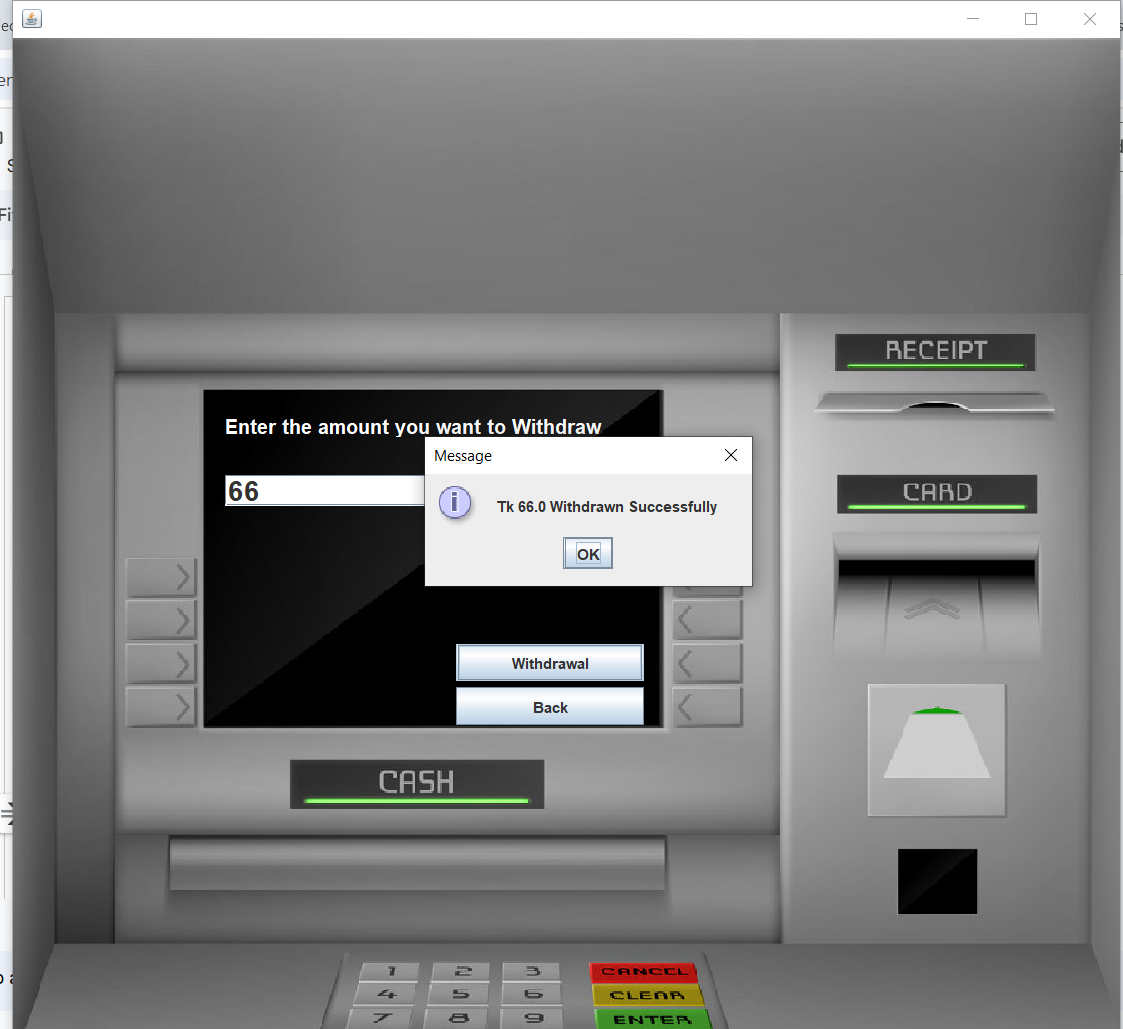 RECEIPT
Enter the amount you want to Withdraw
Message
66
Tk 66.0 Withdrawn Successfully
CARD
OK
Withdrawal
Back
CASH
1 2 3 CANCEL
4 5 6 CLEAR
7 8 9 ENTER